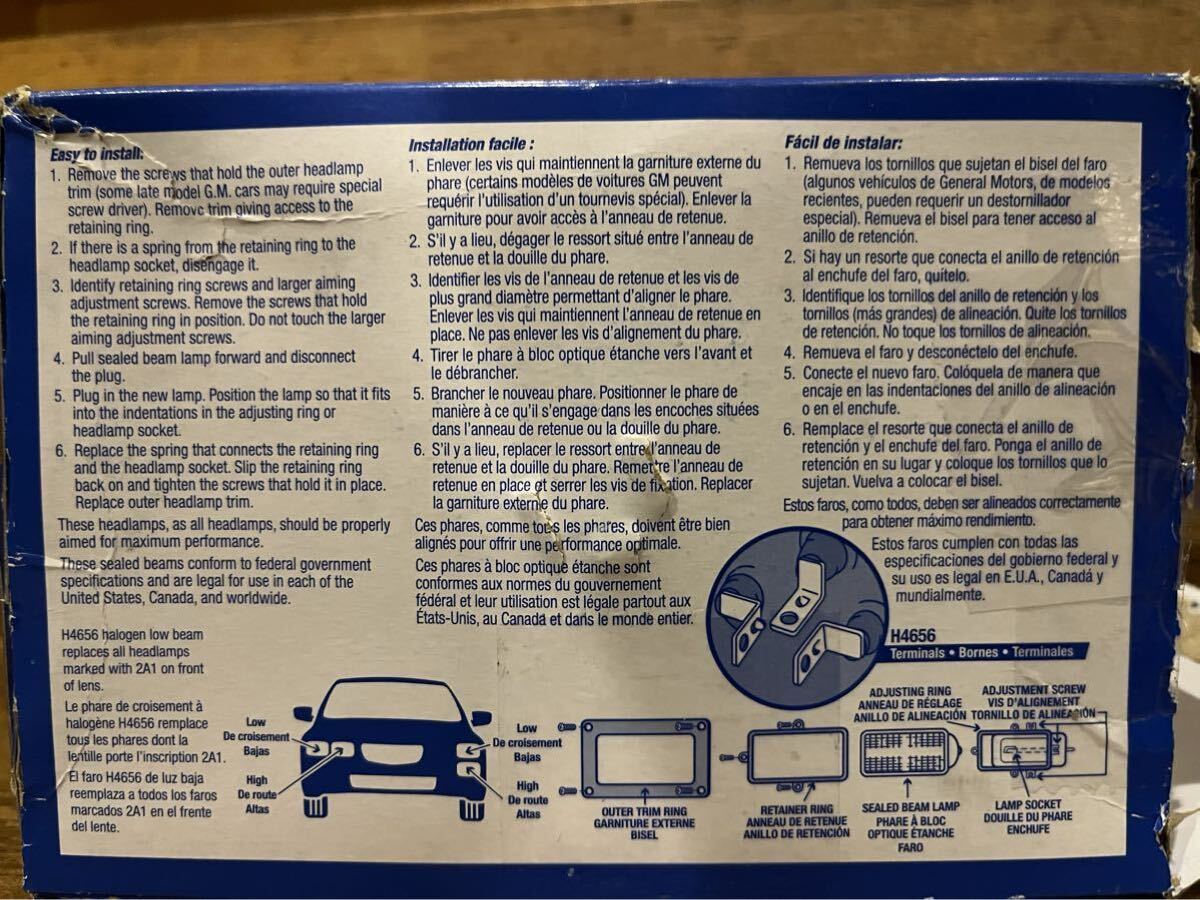 Easy to install:
1. Remove the screws that hold the outer headlamp
trim (some late model G.M. cars may require special
screw driver). Remove trim giving access to the
retaining ring.
2. If there is a spring from the retaining ring to the
headlamp socket, disengage it.
3. Identify retaining ring screws and larger aiming
adjustment screws. Remove the screws that hold
the retaining ring in position. Do not touch the larger
aiming adjustment screws.
4. Pull sealed beam lamp forward and disconnect
the plug.
5. Plug in the new lamp. Position the lamp so that it fits
into the indentations in the adjusting ring or
headlamp socket.
6. Replace the spring that connects the retaining ring
and the headlamp socket. Slip the retaining ring
back on and tighten the screws that hold it in place.
Replace outer headlamp trim.
These headlamps, as all headlamps, should be properly
aimed for maximum performance.
These sealed beams conform to federal government
specifications and are legal for use in each of the
United States, Canada, and worldwide.
H4656 halogen low beam
replaces all headlamps
marked with 2A1 on front
of lens.
Le phare de croisement à
halogène H4656 remplace
tous les phares dont la
lentille porte l'inscription 2A1.
El faro H4656 de luz baja
reemplaza a todos los faros
marcados 2A1 en el frente
del lente.
Installation facile :
1. Enlever les vis qui maintiennent la garniture externe du
phare (certains modèles de voitures GM peuvent
requérir l'utilisation d'un tournevis spécial). Enlever la
garniture pour avoir accès à l'anneau de retenue.
2. S'il y a lieu, dégager le ressort situé entre l'anneau de
retenue et la douille du phare.
3. Identifier les vis de l'anneau de retenue et les vis de
plus grand diamètre permettant d'aligner le phare.
Enlever les vis qui maintiennent l'anneau de retenue en
place. Ne pas enlever les vis d'alignement du phare.
4. Tirer le phare à bloc optique étanche vers l'avant et
le débrancher.
5. Brancher le nouveau phare. Positionner le phare de
manière à ce qu'il s'engage dans les encoches situées
dans l'anneau de retenue ou la douille du phare.
6. S'il y a lieu, replacer le ressort entre l'anneau de
retenue et la douille du phare. Remettre l'anneau de
retenue en place et serrer les vis de fixation. Replacer
la garniture externe du phare.
Ces phares, comme tous les phares, doivent être bien
alignés pour offrir une performance optimale.
Ces phares à bloc optique étanche sont
conformes aux normes du gouvernement
fédéral et leur utilisation est légale partout aux
États-Unis, au Canada et dans le monde entier.
Fácil de instalar:
1. Remueva los tornillos que sujetan el bisel del faro
(algunos vehículos de General Motors, de modelos
recientes, pueden requerir un destornillador
especial). Remueva el bisel para tener acceso al
anillo de retención.
2. Si hay un resorte que conecta el anillo de retención
al enchufe del faro, quítelo.
3. Identifique los tornillos del anillo de retención y los
tornillos (más grandes) de alineación. Quite los tornillos
de retención. No toque los tornillos de alineación.
4. Remueva el faro y desconéctelo del enchufe.
5. Conecte el nuevo faro. Colóquela de manera que
encaje en las indentaciones del anillo de alineación
o en el enchufe.
6. Remplace el resorte que conecta el anillo de
retención y el enchufe del faro. Ponga el anillo de
retención en su lugar y coloque los tornillos que lo
sujetan. Vuelva a colocar el bisel.
Estos faros, como todos, deben ser alineados correctamente
para obtener máximo rendimiento.
Estos faros cumplen con todas las
especificaciones del gobierno federal y
su uso es legal en E.U.A., Canadá y
mundialmente.
H4656
Terminals • Bornes • Terminales
Low
De croisement
Bajas
High
De route
Altas
Low
De croisement
Bajas
High
De route
Altas
OUTER TRIM RING
GARNITURE EXTERNE
BISEL
RETAINER RING
ANNEAU DE RETENUE
ANILLO DE RETENCIÓN
ADJUSTING RING
ANNEAU DE RÉGLAGE
ANILLO DE ALINEACIÓN
SEALED BEAM LAMP
PHARE À BLOC
OPTIQUE ÉTANCHE
FARO
ADJUSTMENT SCREW
VIS D'ALIGNEMENT
TORNILLO DE ALINEACIÓN
LAMP SOCKET
DOUILLE DU PHARE
ENCHUFE